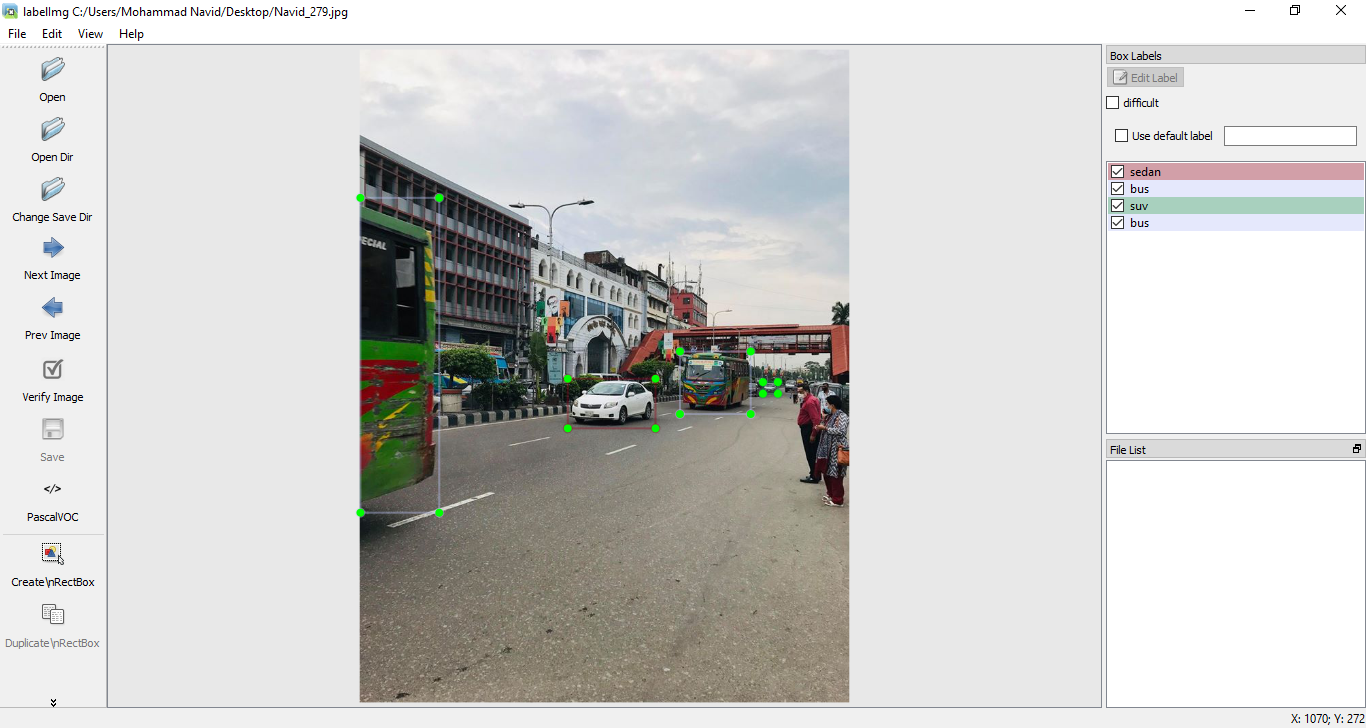 labelImg C:/Users/Mohammad Navid/Desktop/Navid_279.jpg
File Edit View Help
Open
Open Dir
Change Save Dir
Next Image
Prev Image
Verify Image
Save
</>
PascalVOC
Create\nRectBox
Duplicate\nRectBox
ECIAL
Box Labels
Edit Label
difficult
Use default label
sedan
bus
suv
bus
File List
X: 1070; Y: 272